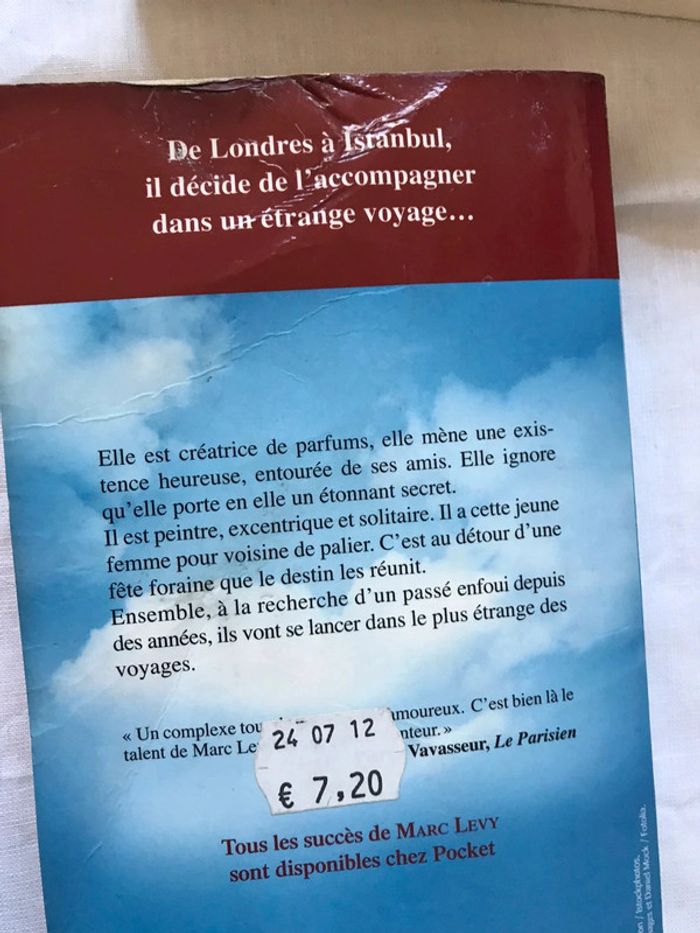 De Londres à Istanbul,
il décide de l'accompagner
dans un étrange voyage...
Elle est créatrice de parfums, elle mène une exis-
tence heureuse, entourée de ses amis. Elle ignore
qu'elle porte en elle un étonnant secret.
Il est peintre, excentrique et solitaire. Il a cette jeune
femme pour voisine de palier. C'est au détour d'une
fête foraine que le destin les réunit.
Ensemble, à la recherche d'un passé enfoui depuis
des années, ils vont se lancer dans le plus étrange des
voyages.
« Un complexe amoureux. C'est bien là le
talent de Marc Vavasseur, Le Parisien
24 07 12
€ 7,20
Tous les succès de MARC LEVY
sont disponibles chez Pocket
et Daniel Mock / Fotolia.